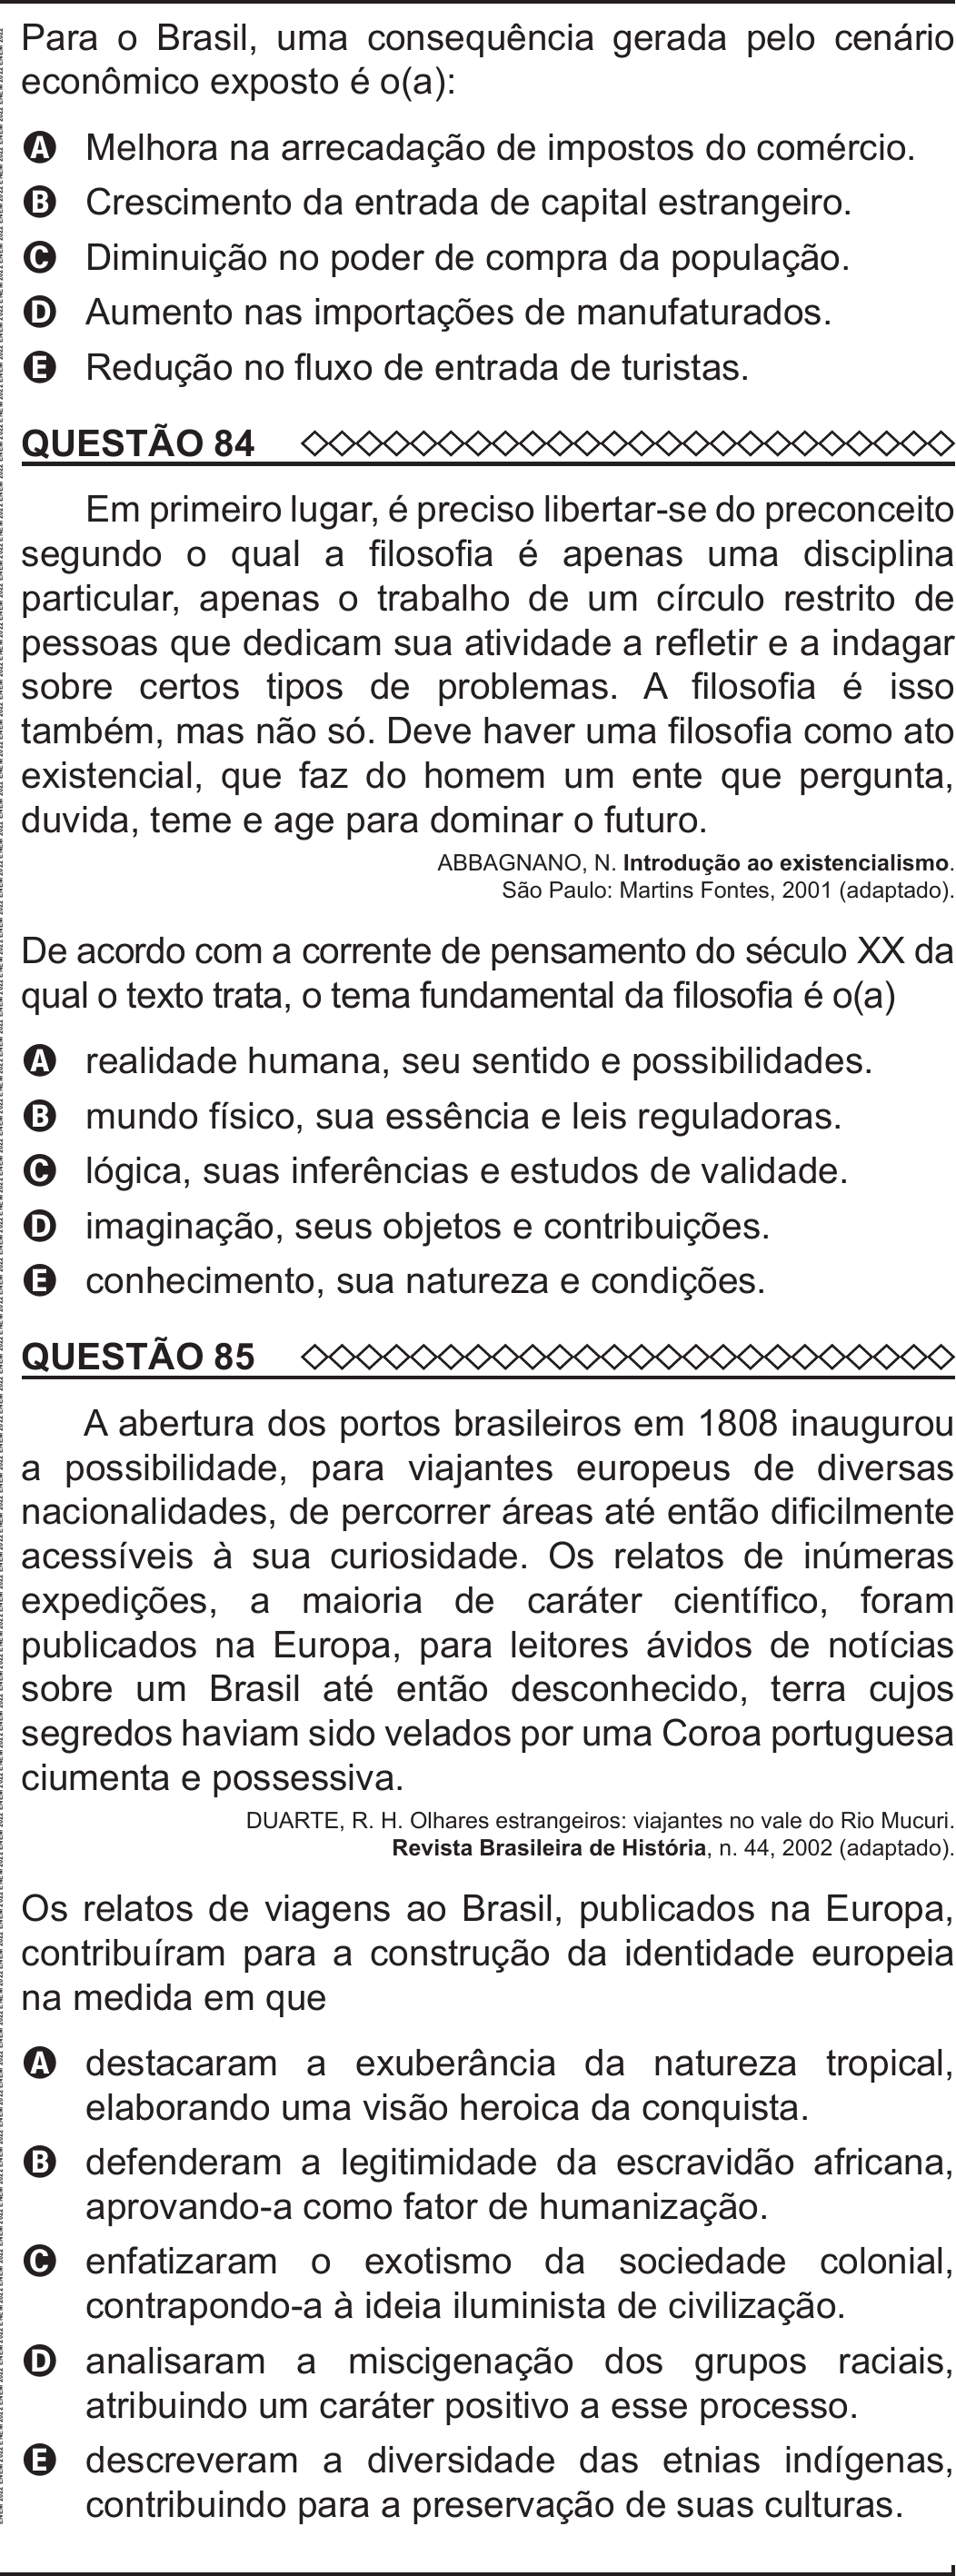 Para o Brasil, uma consequência gerada pelo cenário
econômico exposto é o(a):
A Melhora na arrecadação de impostos do comércio.
B Crescimento da entrada de capital estrangeiro.
C Diminuição no poder de compra da população.
D Aumento nas importações de manufaturados.
E Redução no fluxo de entrada de turistas.
QUESTÃO 84
Em primeiro lugar, é preciso libertar-se do preconceito
segundo o qual a filosofia é apenas uma disciplina
particular, apenas o trabalho de um círculo restrito de
pessoas que dedicam sua atividade a refletir e a indagar
sobre certos tipos de problemas. A filosofia é isso
também, mas não só. Deve haver uma filosofia como ato
existencial, que faz do homem um ente que pergunta,
duvida, teme e age para dominar o futuro.
ABBAGNANO, N. Introdução ao existencialismo.
São Paulo: Martins Fontes, 2001 (adaptado).
De acordo com a corrente de pensamento do século XX da
qual o texto trata, o tema fundamental da filosofia é o(a)
A realidade humana, seu sentido e possibilidades.
B mundo físico, sua essência e leis reguladoras.
C lógica, suas inferências e estudos de validade.
D imaginação, seus objetos e contribuições.
E conhecimento, sua natureza e condições.
QUESTÃO 85
A abertura dos portos brasileiros em 1808 inaugurou
a possibilidade, para viajantes europeus de diversas
nacionalidades, de percorrer áreas até então dificilmente
acessíveis à sua curiosidade. Os relatos de inúmeras
expedições, a maioria de caráter científico, foram
publicados na Europa, para leitores ávidos de notícias
sobre um Brasil até então desconhecido, terra cujos
segredos haviam sido velados por uma Coroa portuguesa
ciumenta e possessiva.
DUARTE, R. H. Olhares estrangeiros: viajantes no vale do Rio Mucuri.
Revista Brasileira de História, n. 44, 2002 (adaptado).
Os relatos de viagens ao Brasil, publicados na Europa,
contribuíram para a construção da identidade europeia
na medida em que
A destacaram a exuberância da natureza tropical,
elaborando uma visão heroica da conquista.
B defenderam a legitimidade da escravidão africana,
aprovando-a como fator de humanização.
C enfatizaram o exotismo da sociedade colonial,
contrapondo-a à ideia iluminista de civilização.
D analisaram a miscigenação dos grupos raciais,
atribuindo um caráter positivo a esse processo.
E descreveram a diversidade das etnias indígenas,
contribuindo para a preservação de suas culturas.